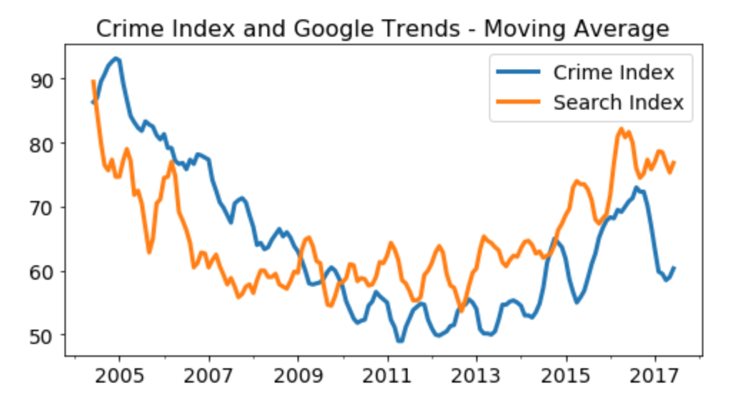 Crime Index and Google Trends - Moving Average
Crime Index
Search Index
90
80
70
60
50
2005 2007 2009 2011 2013 2015 2017